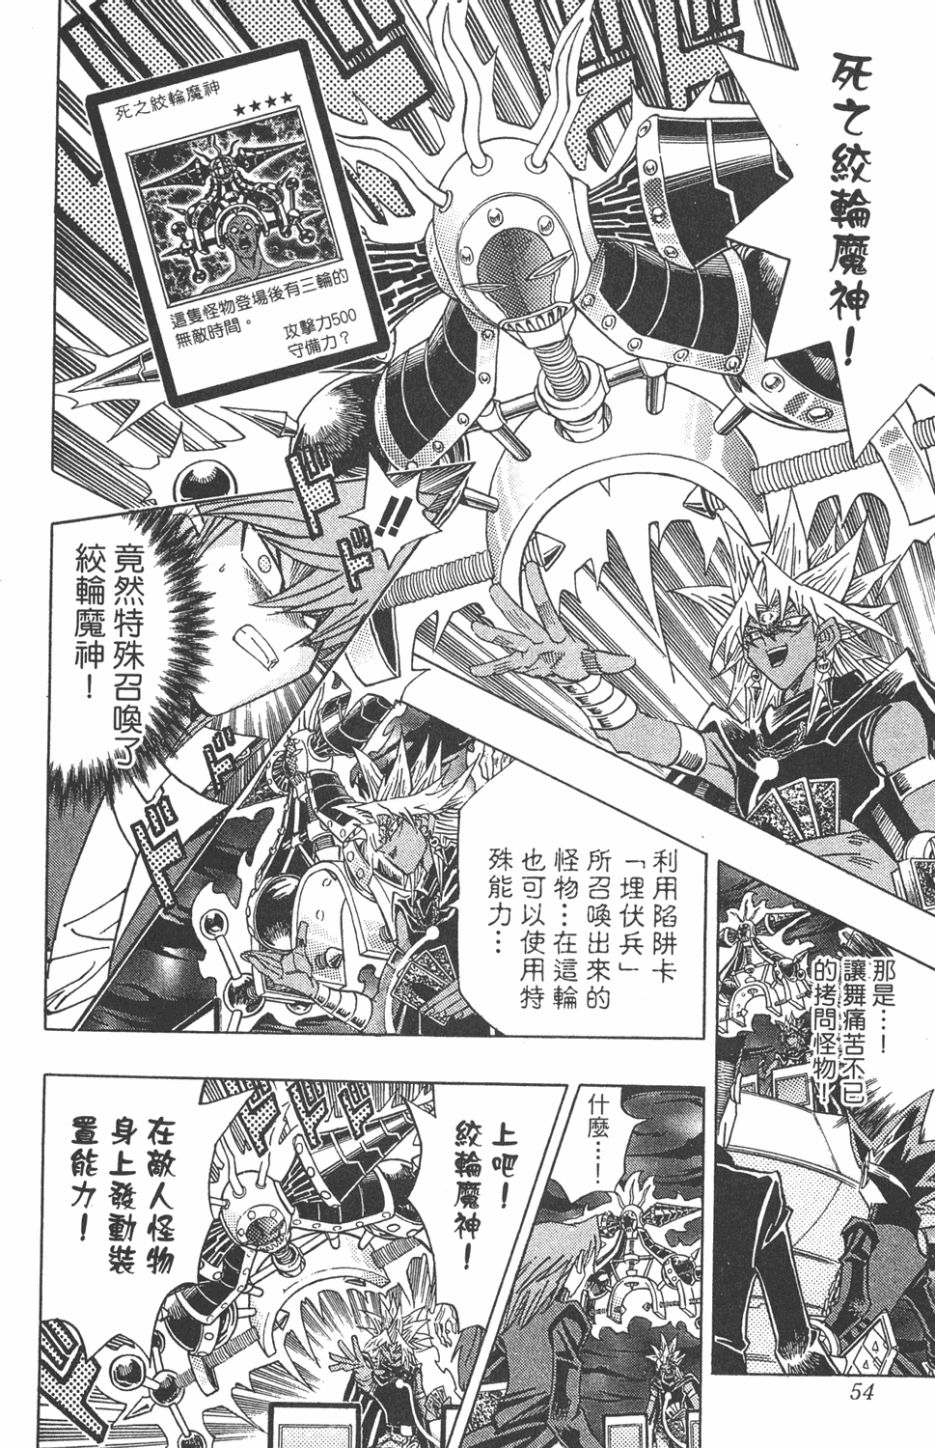 死之絞輪魔神！
死之絞輪魔神
★★★★
這隻怪物登場後有三輪的
無敵時間。
攻擊力500
守備力？
!!
竟然特殊召喚了
絞輪魔神！
利用陷阱卡
「埋伏兵」
所召喚出來的
怪物…在這輪
也可以使用特
殊能力…
那是…！
讓舞痛苦不已
的拷問怪物！
什麼…！
上吧！
絞輪魔神！
在敵人怪物
身上發動裝
置能力！
54